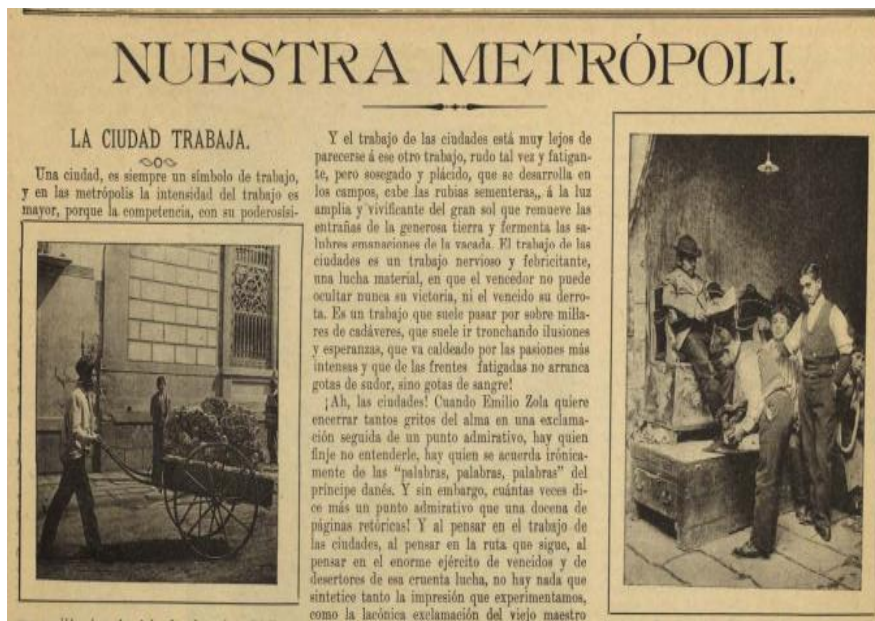 NUESTRA METRÓPOLI.
LA CIUDAD TRABAJA.
Una ciudad, es siempre un símbolo de trabajo,
y en las metrópolis la intensidad del trabajo es
mayor, porque la competencia, con su poderosísi-
Y el trabajo de las ciudades está muy lejos de
parecerse á ese otro trabajo, rudo tal vez y fatigan-
te, pero sosegado y plácido, que se desarrolla en
los campos, cabe las rubias sementeras,, á la luz
amplia y vivificante del gran sol que remueve las
entrañas de la generosa tierra y fermenta las sa-
lubres emanaciones de la vacada. El trabajo de las
ciudades es un trabajo nervioso y febricitante,
una lucha material, en que el vencedor no puede
ocultar nunca su victoria, ni el vencido su derro-
ta. Es un trabajo que suele pasar por sobre milla-
res de cadáveres, que suele ir tronchando ilusiones
y esperanzas, que va caldeado por las pasiones más
intensas y que de las frentes fatigadas no arranca
gotas de sudor, sino gotas de sangre!
¡Ah, las ciudades! Cuando Emilio Zola quiere
encerrar tantos gritos del alma en una exclama-
ción seguida de un punto admirativo, hay quien
finje no entenderle, hay quien se acuerda irónica-
mente de las “palabras, palabras, palabras” del
príncipe danés. Y sin embargo, cuántas veces di-
ce más un punto admirativo que una docena de
páginas retóricas! Y al pensar en el trabajo de
las ciudades, al pensar en la ruta que sigue, al
pensar en el enorme ejército de vencidos y de
desertores de esa cruenta lucha, no hay nada que
sintetice tanto la impresión que experimentamos,
como la lacónica exclamación del viejo maestro